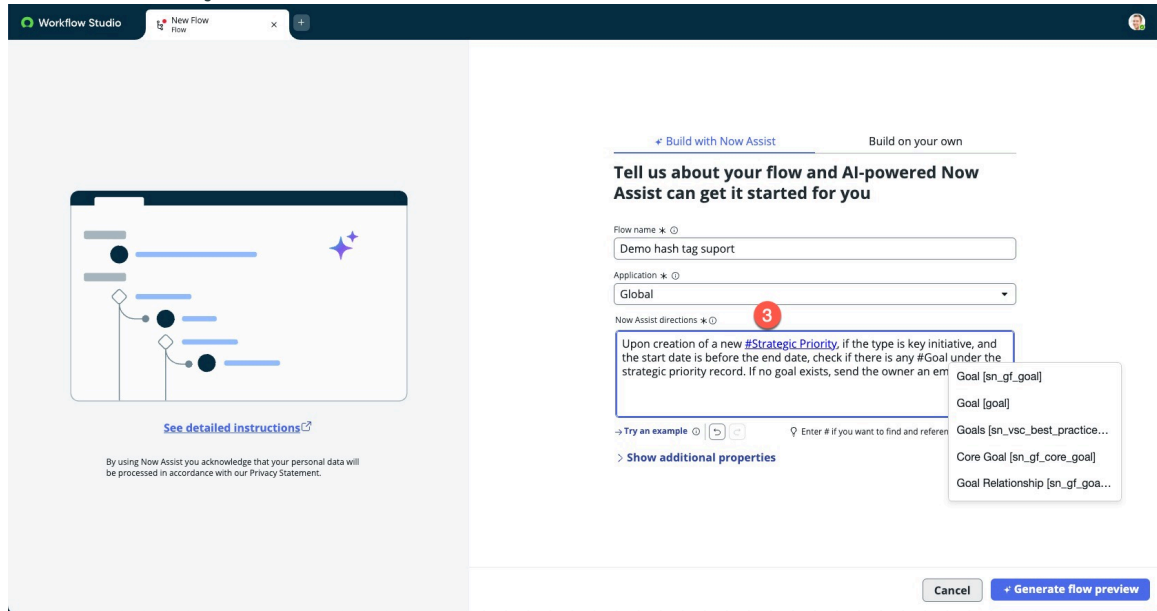 Workflow Studio
New Flow
Flow
Build with Now Assist
Build on your own
Tell us about your flow and AI-powered Now
Assist can get it started for you
Flow name
Demo hash tag suport
Application
Global
Now Assist directions
3
Upon creation of a new #Strategic Priority, if the type is key initiative, and
the start date is before the end date, check if there is any #Goal under the
strategic priority record. If no goal exists, send the owner an em
Goal [sn_gf_goal]
Goal [goal]
Goals [sn_vsc_best_practice...
Core Goal [sn_gf_core_goal]
Goal Relationship [sn_gf_goa...
Try an example
Enter # if you want to find and referen
Show additional properties
See detailed instructions
By using Now Assist you acknowledge that your personal data will
be processed in accordance with our Privacy Statement.
Cancel
Generate flow preview